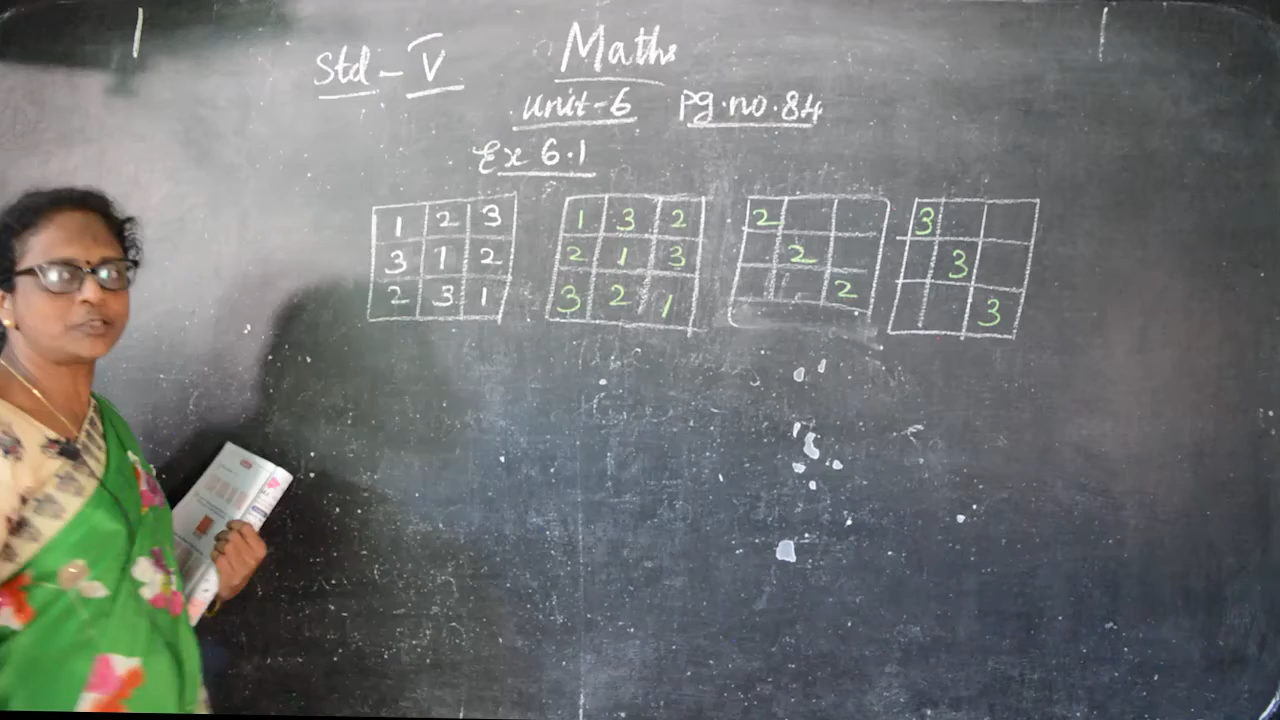 Std - V Maths
Unit-6 Pg.no.84
Ex 6.1
1 2 3 1 3 2 2 3
3 1 2 2 1 3 2 3
2 3 1 3 2 1 2 3